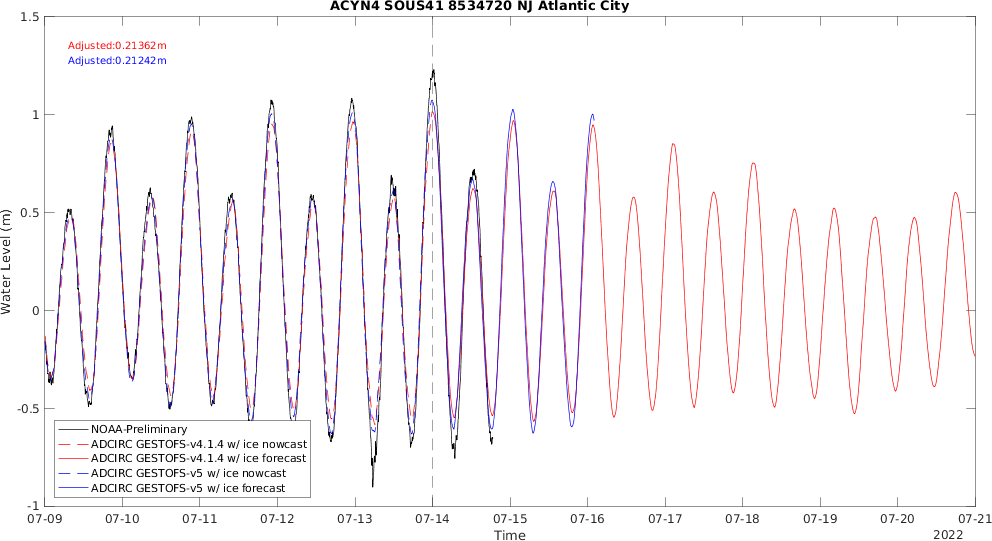 ACYN4 SOUS41 8534720 NJ Atlantic City
1.5
Adjusted:0.21362m
Adjusted:0.21242m
1
0.5
Water Level (m)
0
-0.5
NOAA-Preliminary
ADCIRC GESTOFS-v4.1.4 w/ ice nowcast
ADCIRC GESTOFS-v4.1.4 w/ ice forecast
ADCIRC GESTOFS-v5 w/ ice nowcast
ADCIRC GESTOFS-v5 w/ ice forecast
-1
07-09 07-10 07-11 07-12 07-13 07-14 07-15 07-16 07-17 07-18 07-19 07-20 07-21
Time
2022